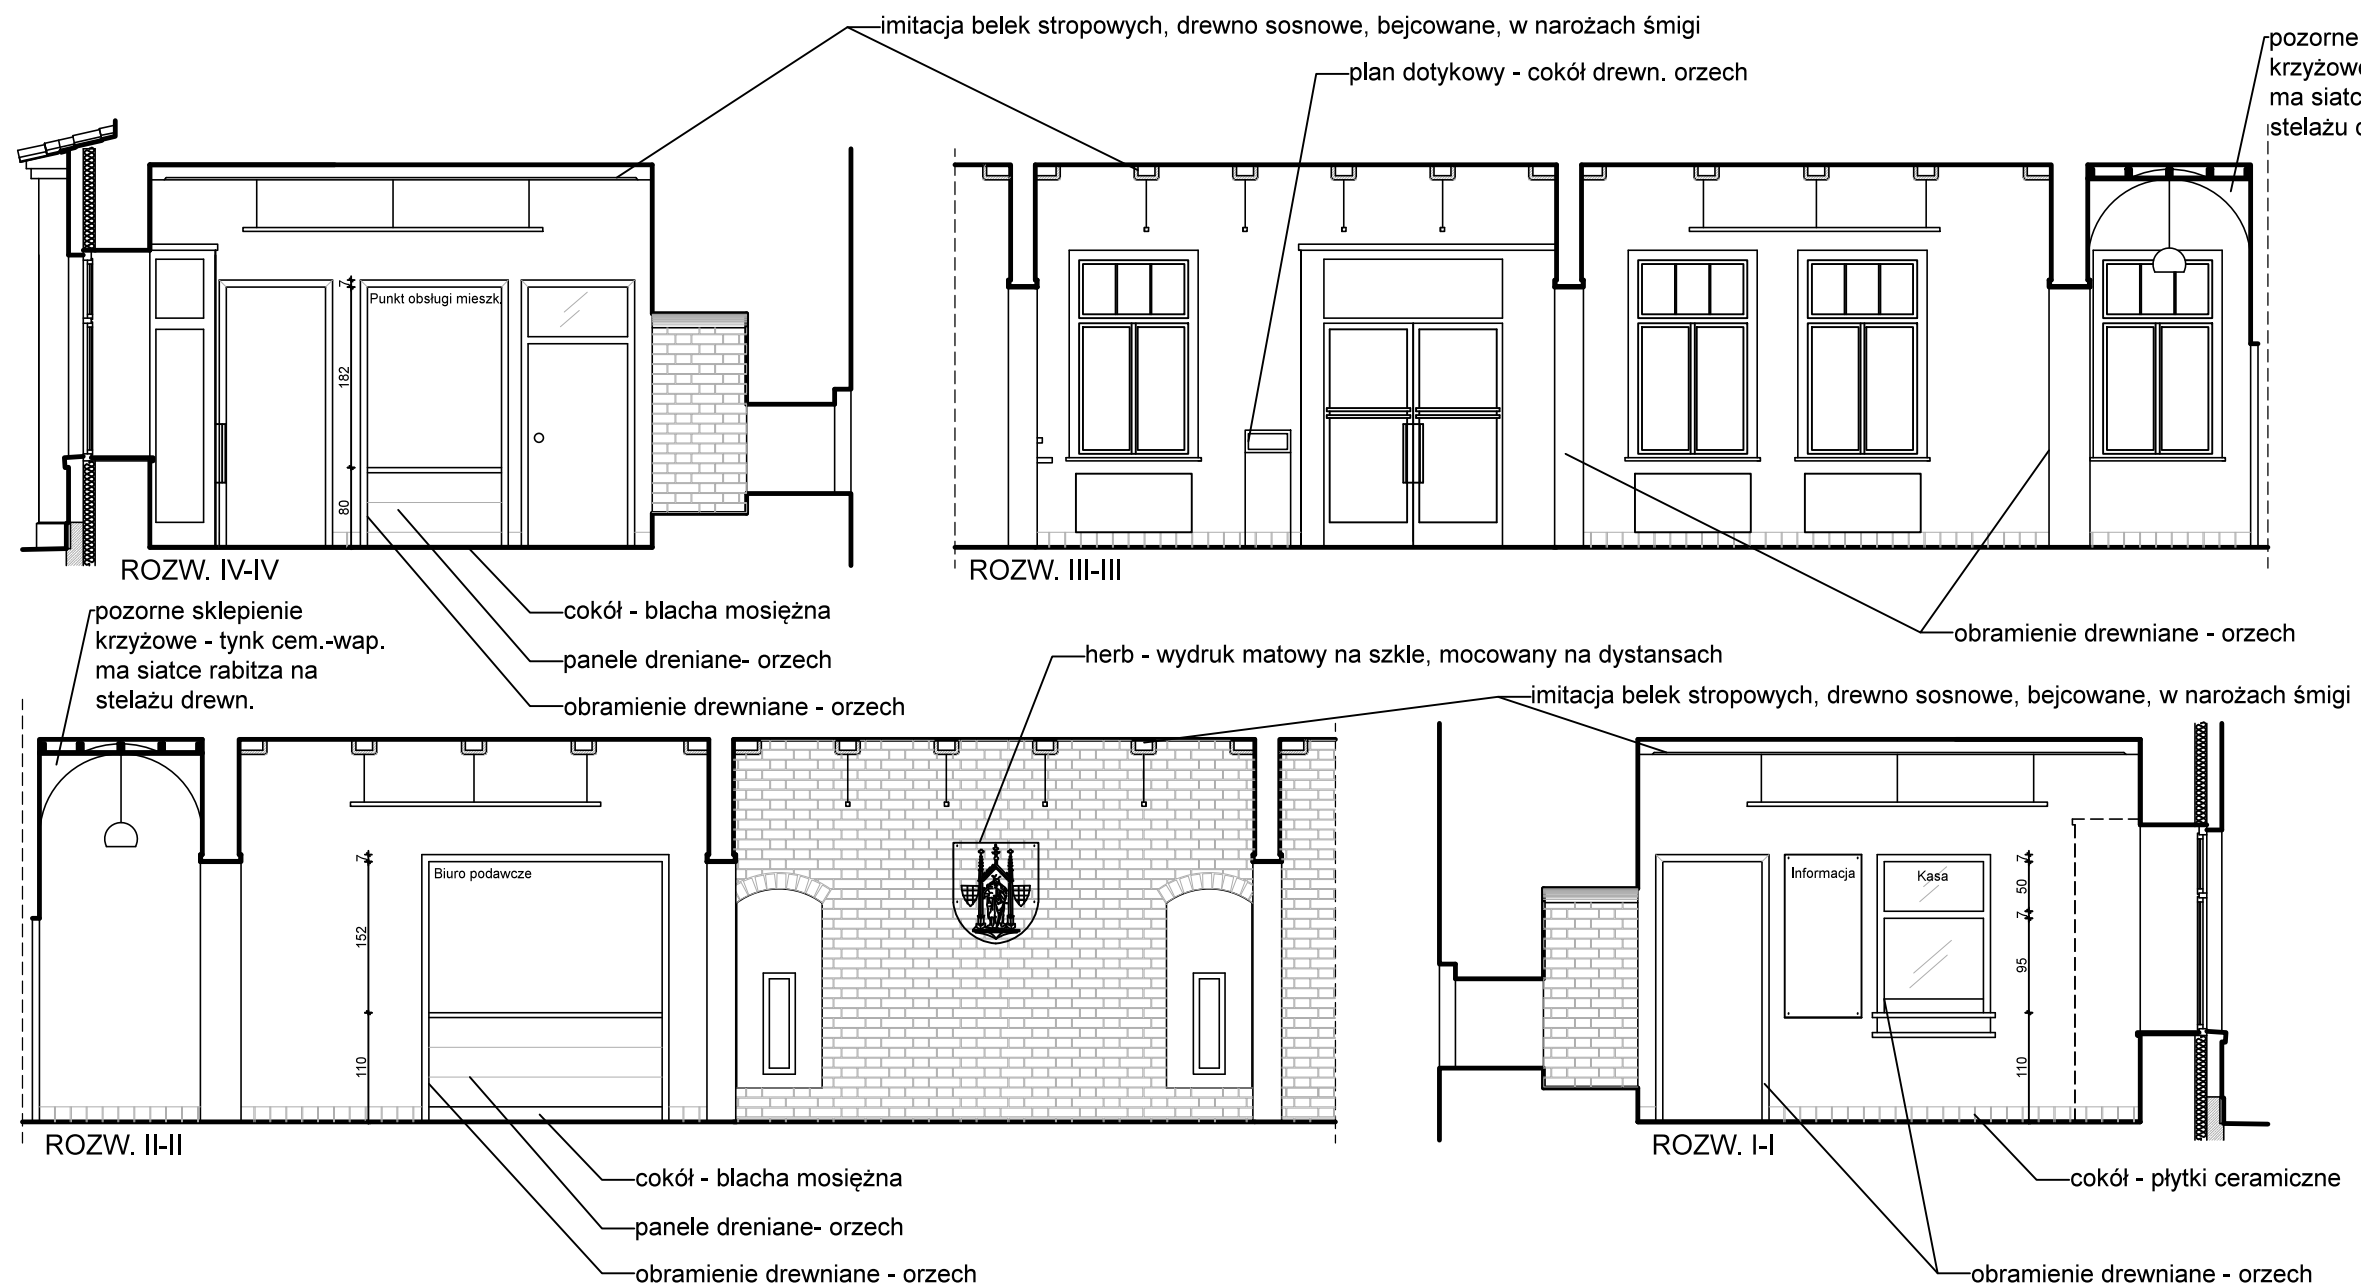 imitacja belek stropowych, drewno sosnowe, bejcowane, w narożach śmigi
plan dotykowy - cokół drewn. orzech
pozorne
krzyżow
ma siatc
stelażu
7
182
80
Punkt obsługi mieszk.
ROZW. IV-IV
ROZW. III-III
cokół - blacha mosiężna
panele dreniane- orzech
obramienie drewniane - orzech
obramienie drewniane - orzech
pozorne sklepienie
krzyżowe - tynk cem.-wap.
ma siatce rabitza na
stelażu drewn.
herb - wydruk matowy na szkle, mocowany na dystansach
imitacja belek stropowych, drewno sosnowe, bejcowane, w narożach śmigi
7
152
110
Biuro podawcze
Informacja
Kasa
7
50
7
95
110
ROZW. II-II
ROZW. I-I
cokół - blacha mosiężna
panele dreniane- orzech
obramienie drewniane - orzech
cokół - płytki ceramiczne
obramienie drewniane - orzech